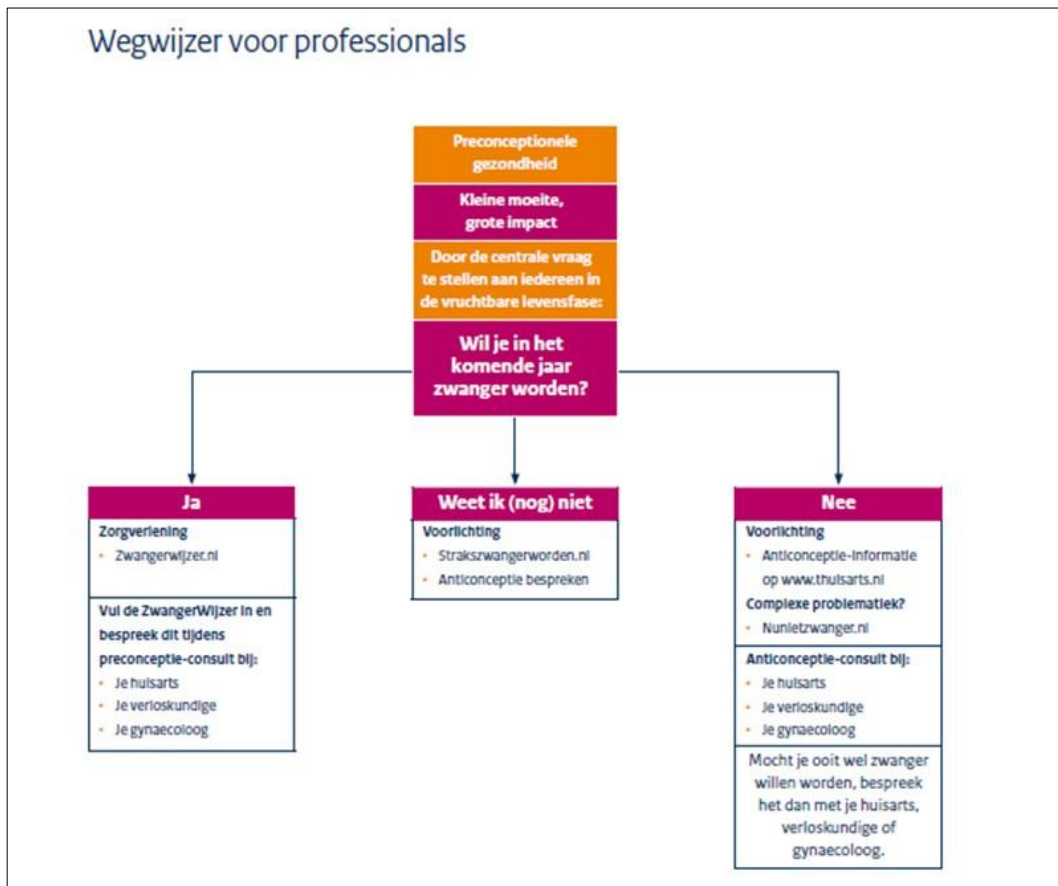 Wegwijzer voor professionals
Preconceptionele
gezondheid
Kleine moeite,
grote impact
Door de centrale vraag
te stellen aan iedereen in
de vruchtbare levensfase:
Wil je in het
komende jaar
zwanger worden?
Ja
Zorgverlening
• Zwangerwijzer.nl
Vul de ZwangerWijzer in en
bespreek dit tijdens
preconceptie-consult bij:
• Je huisarts
• Je verloskundige
• Je gynaecoloog
Weet ik (nog) niet
Voorlichting
• Strakszwangerworden.nl
• Anticonceptie bespreken
Nee
Voorlichting
• Anticonceptie-informatie
op www.thuisarts.nl
Complexe problematiek?
• Nunietzwanger.nl
Anticonceptie-consult bij:
• Je huisarts
• Je verloskundige
• Je gynaecoloog
Mocht je ooit wel zwanger
willen worden, bespreek
het dan met je huisarts,
verloskundige of
gynaecoloog.